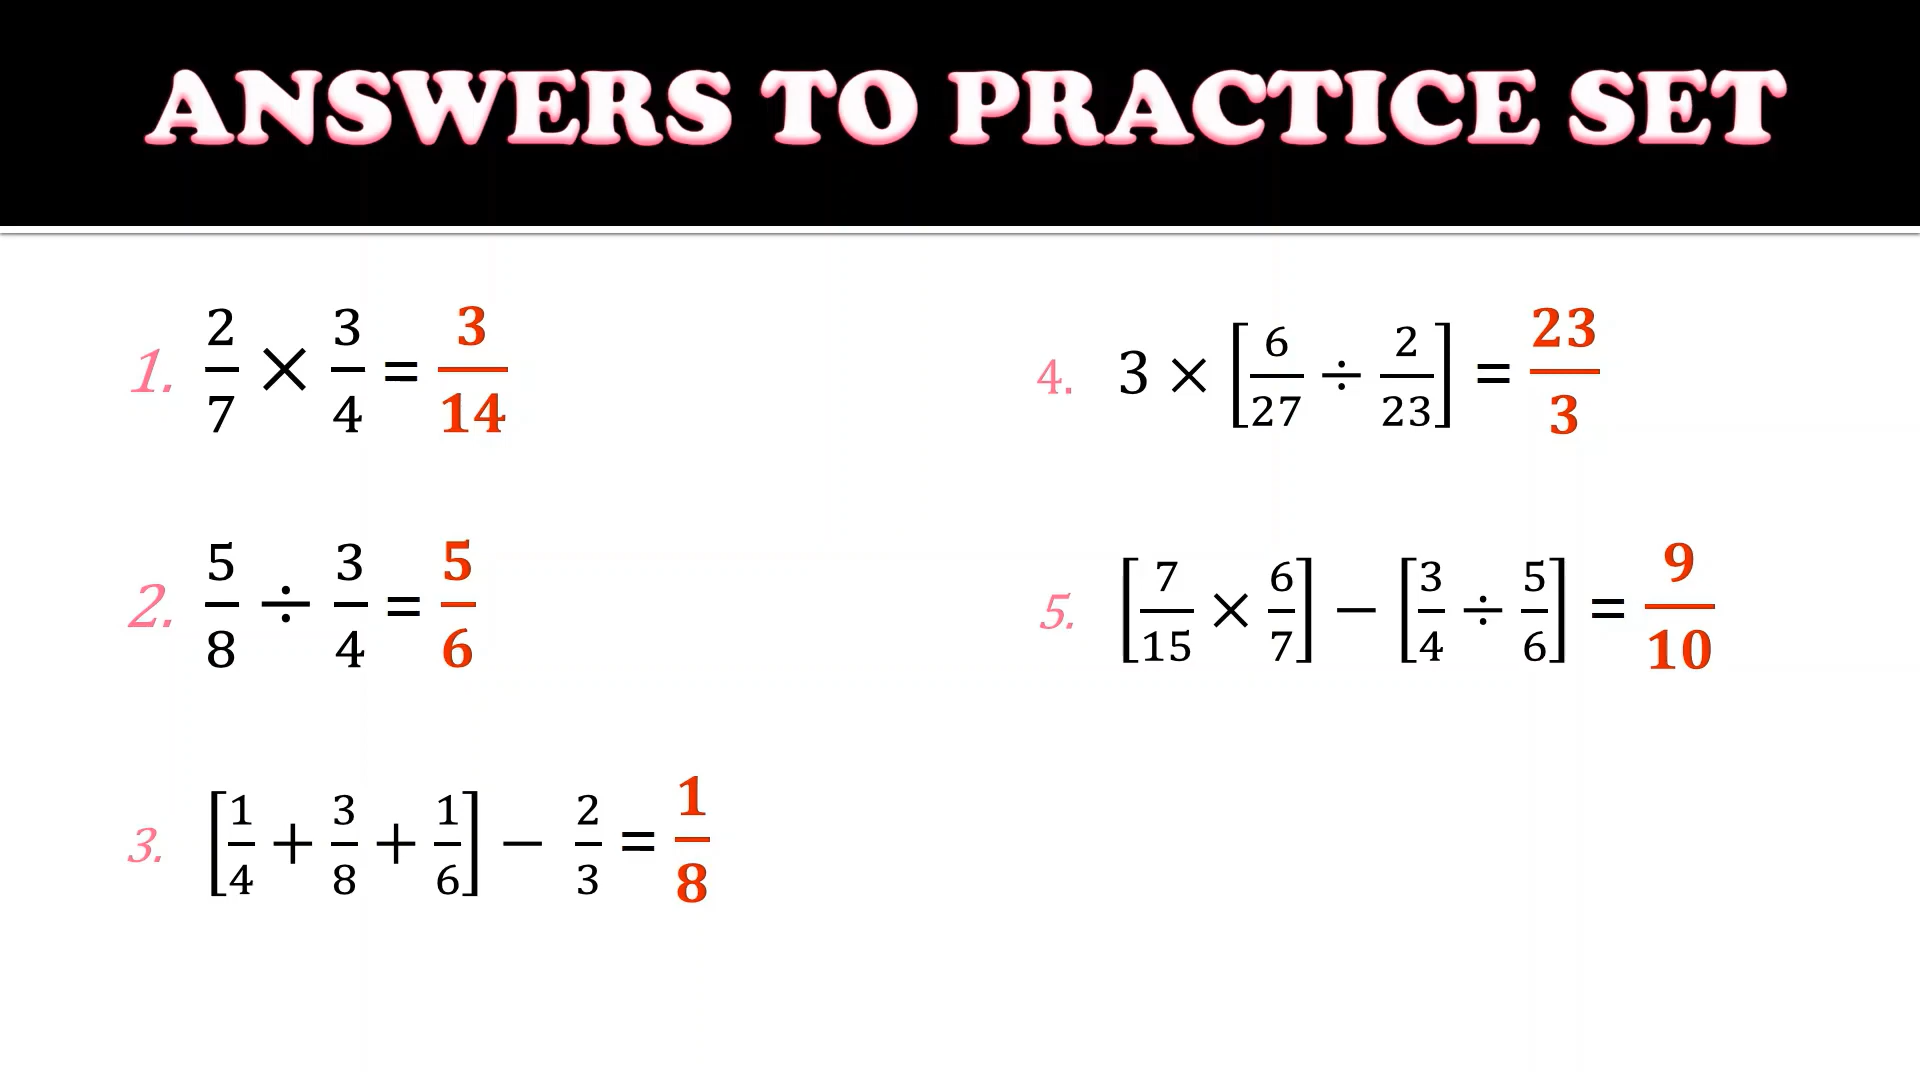 ANSWERS TO PRACTICE SET
1. 2/7 × 3/4 = 3/14
2. 5/8 ÷ 3/4 = 5/6
3. [1/4 + 3/8 + 1/6] − 2/3 = 1/8
4. 3 × [6/27 ÷ 2/23] = 23/3
5. [7/15 × 6/7] − [3/4 ÷ 5/6] = 9/10